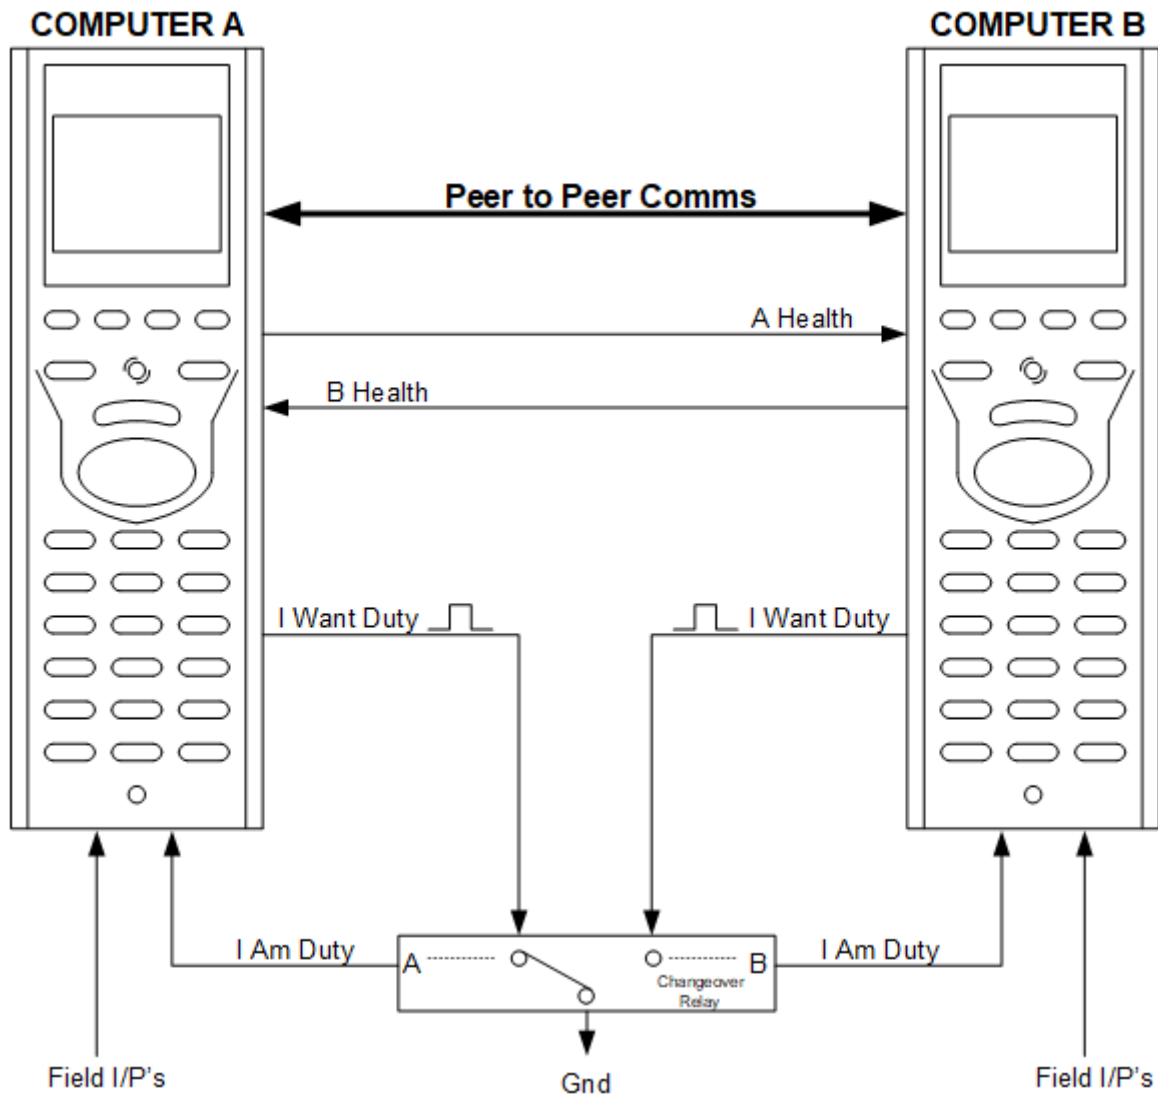 COMPUTER A
COMPUTER B
Peer to Peer Comms
A Health
B Health
I Want Duty
I Want Duty
I Am Duty
A
B
I Am Duty
Changeover
Relay
Field I/P's
Gnd
Field I/P's